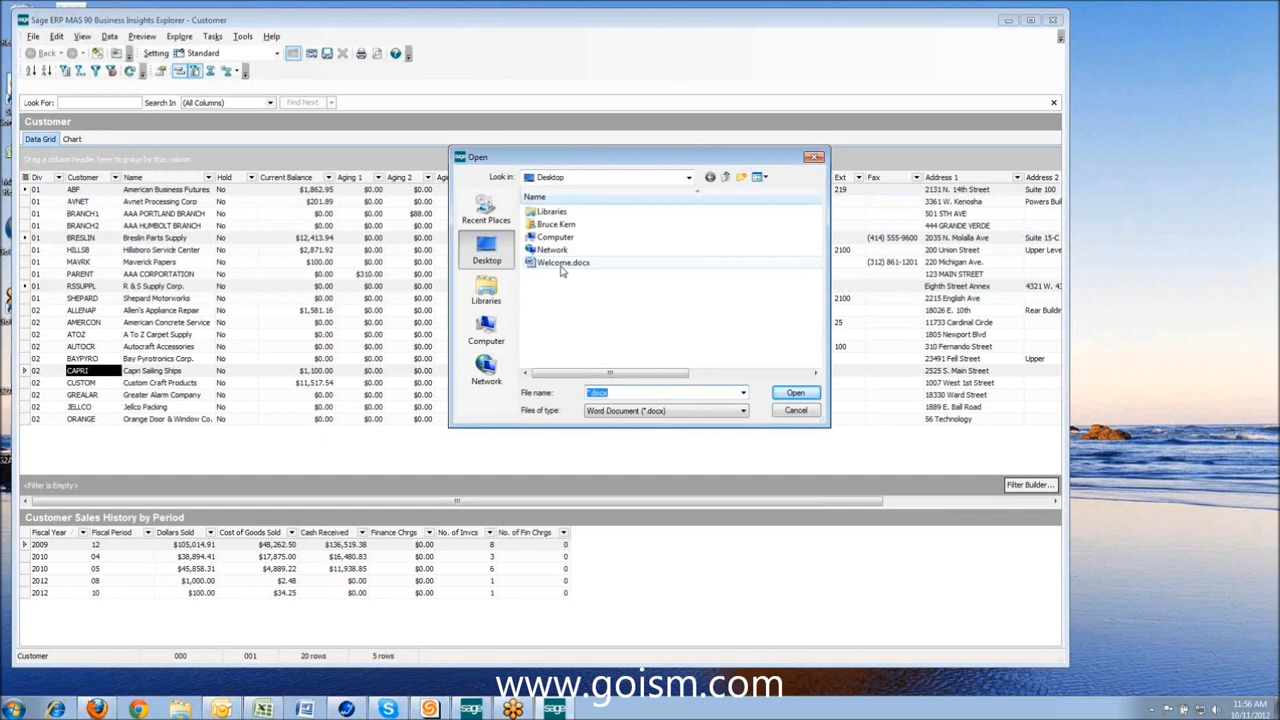 Sage ERP MAS 90 Business Insights Explorer - Customer
File Edit View Data Preview Explore Tasks Tools Help
Back Setting Standard
Look For: Search In (All Columns) Find Next
Customer
Data Grid Chart
Drag a column header here to group by that column
Div Customer Name Hold Current Balance Aging 1 Aging 2 Ext Fax Address 1 Address 2
01 ABF American Business Futures No $1,862.95 $0.00 $0.00 219 2131 N. 14th Street Suite 100
01 AVNET Avnet Processing Corp No $201.89 $0.00 $0.00 3361 W. Kenosha Powers Buil
01 BRANCH1 AAA PORTLAND BRANCH No $0.00 $0.00 $88.00 501 5TH AVE
01 BRANCH2 AAA HUMBOLT BRANCH No $0.00 $0.00 $0.00 444 GRANDE VERDE
01 BRESLIN Breslin Parts Supply No $12,413.94 $0.00 $0.00 (414) 555-9600 2035 N. Molalla Ave Suite 15-C
01 HILLSB Hillsboro Service Center No $2,871.92 $0.00 $0.00 2100 200 Union Street Upper Leve
01 MAVRK Maverick Papers No $0.00 $0.00 $0.00 (312) 861-1201 220 Michigan Ave.
01 PARENT AAA CORPORATION No $310.00 $0.00 123 MAIN STREET
01 RSSUPPL R & S Supply Corp. No $0.00 $0.00 $0.00 Eighth Street Annex 4321 W. 4:
01 SHEPARD Shepard Motorworks No $0.00 $0.00 $0.00 2100 2215 English Ave
02 ALLENAP Allen's Appliance Repair No $1,581.16 $0.00 $0.00 18026 E. 10th Rear Buildin
02 AMERCON American Concrete Service No $0.00 $0.00 $0.00 25 11733 Cardinal Circle
02 ATOZ A To Z Carpet Supply No $0.00 $0.00 $0.00 1805 Newport Blvd
02 AUTOCR Autocraft Accessories No $0.00 $0.00 $0.00 100 310 Fernando Street
02 BAYPYRO Bay Pyrotronics Corp. No $0.00 $0.00 $0.00 23491 Fell Street Upper
02 CAPRI Capri Sailing Ships No $1,100.00 $0.00 $0.00 2525 S. Main Street
02 CUSTOM Custom Craft Products No $11,517.54 $0.00 $0.00 1007 West 1st Street
02 GREALAR Greater Alarm Company No $0.00 $0.00 $0.00 18330 Ward Street
02 JELLCO Jellco Packing No $0.00 $0.00 $0.00 1889 E. Ball Road
02 ORANGE Orange Door & Window Co. No $0.00 $0.00 $0.00 56 Technology
sage Open
Look in: Desktop
Name
Recent Places
Desktop
Libraries
Computer
Network
Libraries
Bruce Kern
Computer
Network
Welcome.docx
File name: *.docx Open
Files of type: Word Document (*.docx) Cancel
<Filter is Empty> Filter Builder...
Customer Sales History by Period
Fiscal Year Fiscal Period Dollars Sold Cost of Goods Sold Cash Received Finance Chrgs No. of Invcs No. of Fin Chrgs
2009 12 $105,014.91 $48,262.50 $136,519.38 $0.00 8 0
2010 04 $38,894.41 $17,875.00 $16,480.83 $0.00 3 0
2010 05 $45,858.31 $4,889.22 $11,938.85 $0.00 6 0
2012 08 $1,000.00 $2.48 $0.00 $0.00 1 0
2012 10 $100.00 $34.25 $0.00 $0.00 1 0
Customer 000 001 20 rows 5 rows
www.goism.com
sage sage
11:56 AM
10/11/2012